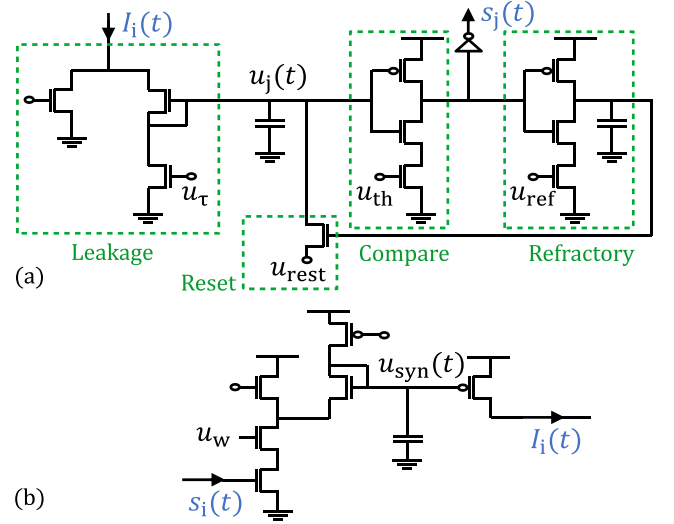 I_i(t)
s_j(t)
u_j(t)
u_τ
u_th
u_ref
Leakage
Reset
u_rest
Compare
Refractory
(a)
u_syn(t)
u_w
I_i(t)
s_i(t)
(b)